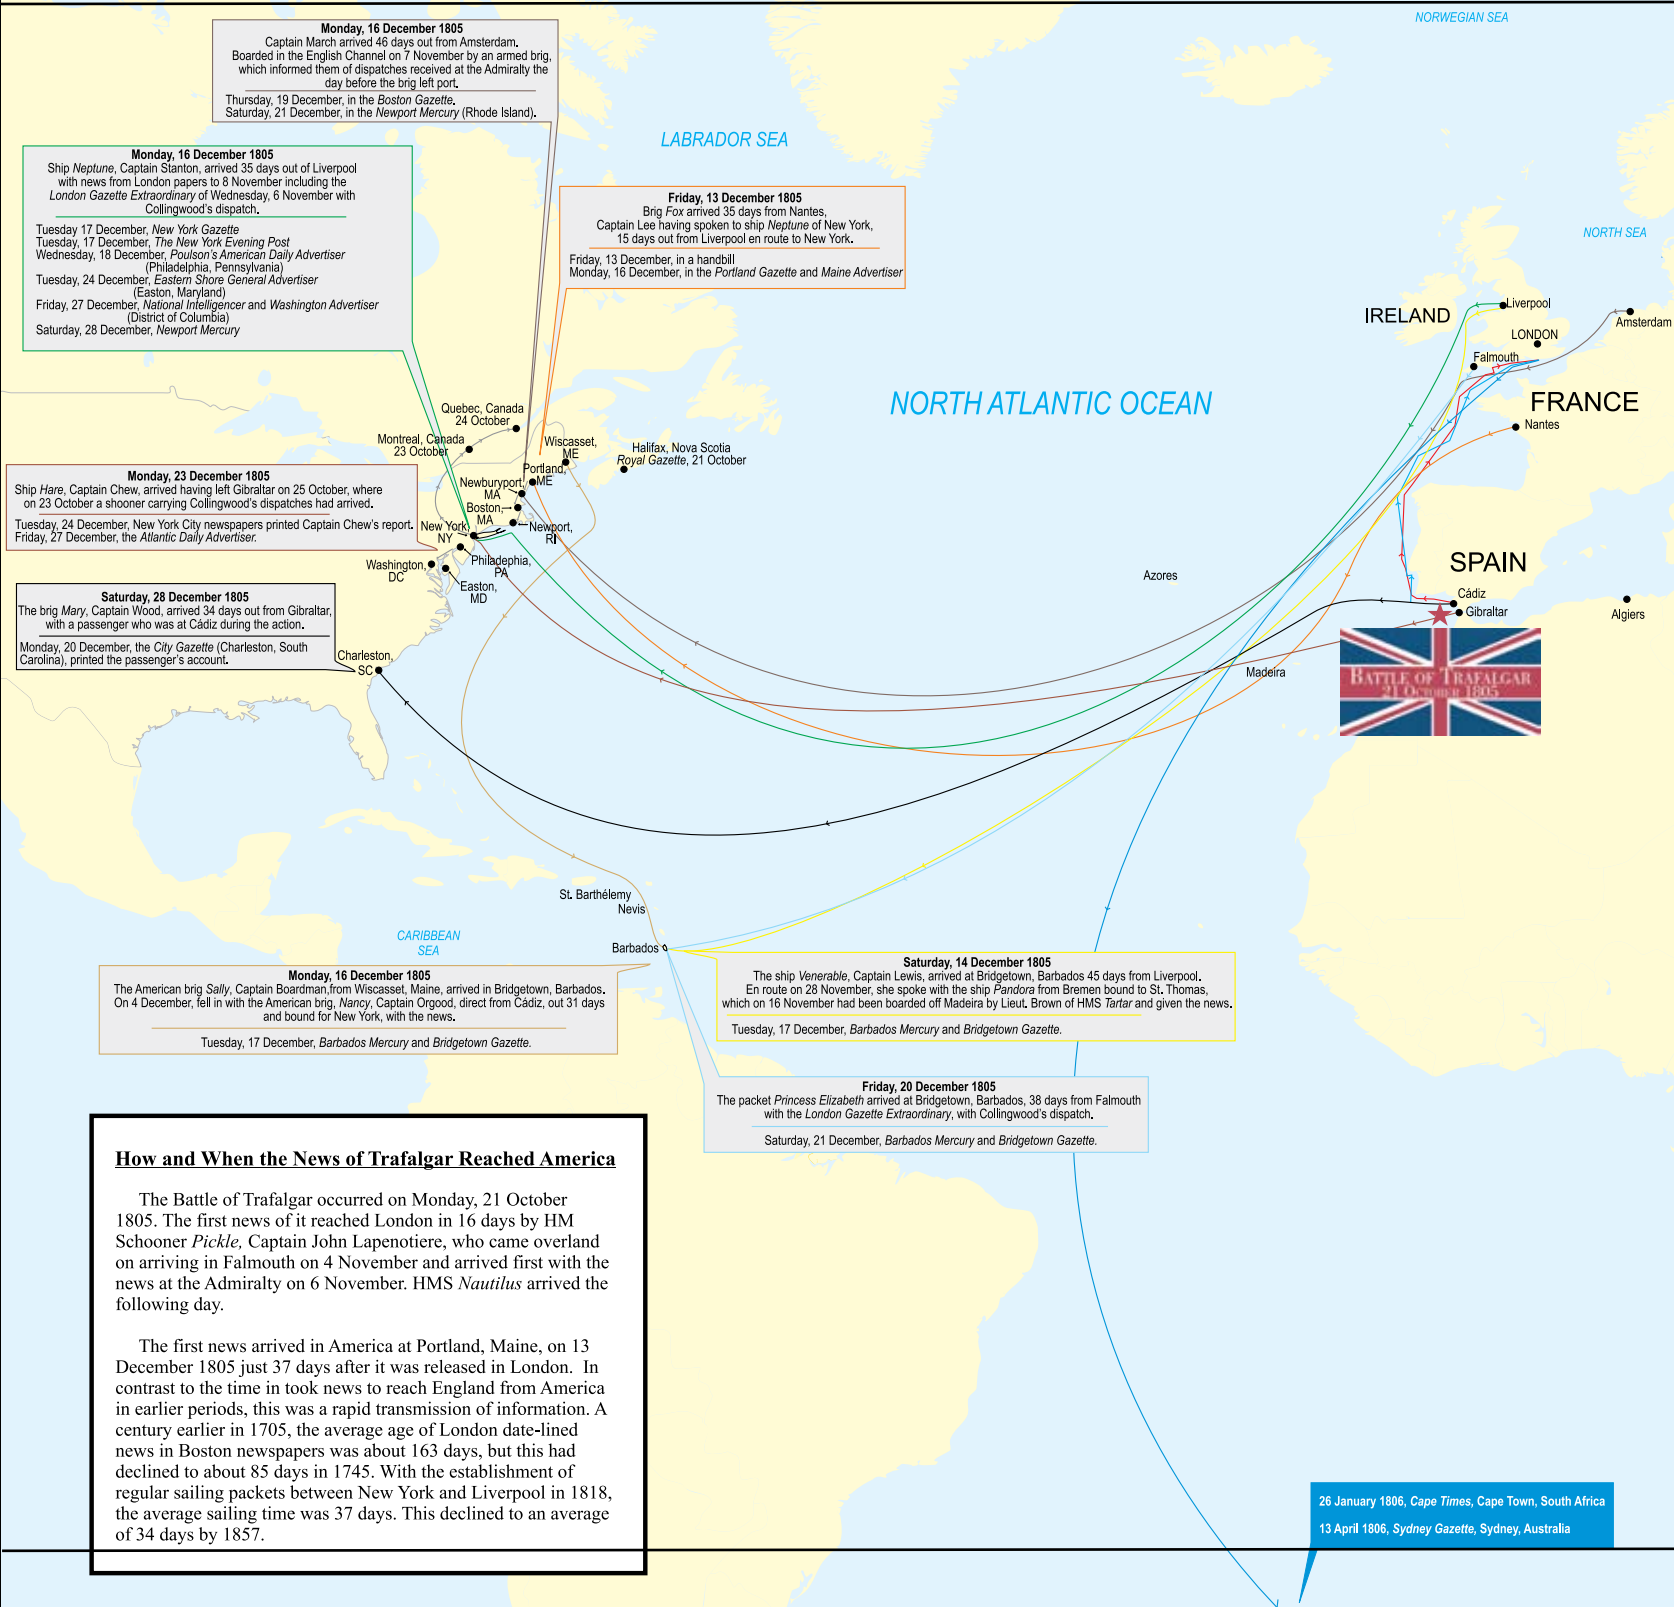 NORWEGIAN SEA
Monday, 16 December 1805
Captain March arrived 46 days out from Amsterdam.
Boarded in the English Channel on 7 November by an armed brig,
which informed them of dispatches received at the Admiralty the
day before the brig left port.
Thursday, 19 December, in the Boston Gazette.
Saturday, 21 December, in the Newport Mercury (Rhode Island).
LABRADOR SEA
Monday, 16 December 1805
Ship Neptune, Captain Stanton, arrived 35 days out of Liverpool
with news from London papers to 8 November including the
London Gazette Extraordinary of Wednesday, 6 November with
Collingwood's dispatch.
Tuesday 17 December, New York Gazette
Tuesday, 17 December, The New York Evening Post
Wednesday, 18 December, Poulson's American Daily Advertiser
(Philadelphia, Pennsylvania)
Tuesday, 24 December, Eastern Shore General Advertiser
(Easton, Maryland)
Friday, 27 December, National Intelligencer and Washington Advertiser
(District of Columbia)
Saturday, 28 December, Newport Mercury
Friday, 13 December 1805
Brig Fox arrived 35 days from Nantes,
Captain Lee having spoken to ship Neptune of New York,
15 days out from Liverpool en route to New York.
Friday, 13 December, in a handbill
Monday, 16 December, in the Portland Gazette and Maine Advertiser
NORTH SEA
IRELAND
Liverpool
Amsterdam
LONDON
Falmouth
FRANCE
Nantes
NORTH ATLANTIC OCEAN
Quebec, Canada
24 October
Montreal, Canada
23 October
Wiscasset,
ME
Halifax, Nova Scotia
Royal Gazette, 21 October
Portland,
ME
Newburyport,
MA
Boston,
MA
Newport,
RI
New York,
NY
Philadephia,
PA
Washington,
DC
Easton,
MD
Monday, 23 December 1805
Ship Hare, Captain Chew, arrived having left Gibraltar on 25 October, where
on 23 October a shooner carrying Collingwood's dispatches had arrived.
Tuesday, 24 December, New York City newspapers printed Captain Chew's report.
Friday, 27 December, the Atlantic Daily Advertiser.
Saturday, 28 December 1805
The brig Mary, Captain Wood, arrived 34 days out from Gibraltar,
with a passenger who was at Cádiz during the action.
Monday, 20 December, the City Gazette (Charleston, South
Carolina), printed the passenger's account.
Charleston,
SC
Azores
SPAIN
Cádiz
Gibraltar
Algiers
Madeira
BATTLE OF TRAFALGAR
21 OCTOBER 1805
St. Barthélemy
Nevis
Barbados
CARIBBEAN
SEA
Monday, 16 December 1805
The American brig Sally, Captain Boardman,from Wiscasset, Maine, arrived in Bridgetown, Barbados.
On 4 December, fell in with the American brig, Nancy, Captain Orgood, direct from Cádiz, out 31 days
and bound for New York, with the news.
Tuesday, 17 December, Barbados Mercury and Bridgetown Gazette.
Saturday, 14 December 1805
The ship Venerable, Captain Lewis, arrived at Bridgetown, Barbados 45 days from Liverpool.
En route on 28 November, she spoke with the ship Pandora from Bremen bound to St. Thomas,
which on 16 November had been boarded off Madeira by Lieut. Brown of HMS Tartar and given the news.
Tuesday, 17 December, Barbados Mercury and Bridgetown Gazette.
Friday, 20 December 1805
The packet Princess Elizabeth arrived at Bridgetown, Barbados, 38 days from Falmouth
with the London Gazette Extraordinary, with Collingwood's dispatch.
Saturday, 21 December, Barbados Mercury and Bridgetown Gazette.
How and When the News of Trafalgar Reached America
The Battle of Trafalgar occurred on Monday, 21 October
1805. The first news of it reached London in 16 days by HM
Schooner Pickle, Captain John Lapenotiere, who came overland
on arriving in Falmouth on 4 November and arrived first with the
news at the Admiralty on 6 November. HMS Nautilus arrived the
following day.
The first news arrived in America at Portland, Maine, on 13
December 1805 just 37 days after it was released in London. In
contrast to the time in took news to reach England from America
in earlier periods, this was a rapid transmission of information. A
century earlier in 1705, the average age of London date-lined
news in Boston newspapers was about 163 days, but this had
declined to about 85 days in 1745. With the establishment of
regular sailing packets between New York and Liverpool in 1818,
the average sailing time was 37 days. This declined to an average
of 34 days by 1857.
26 January 1806, Cape Times, Cape Town, South Africa
13 April 1806, Sydney Gazette, Sydney, Australia